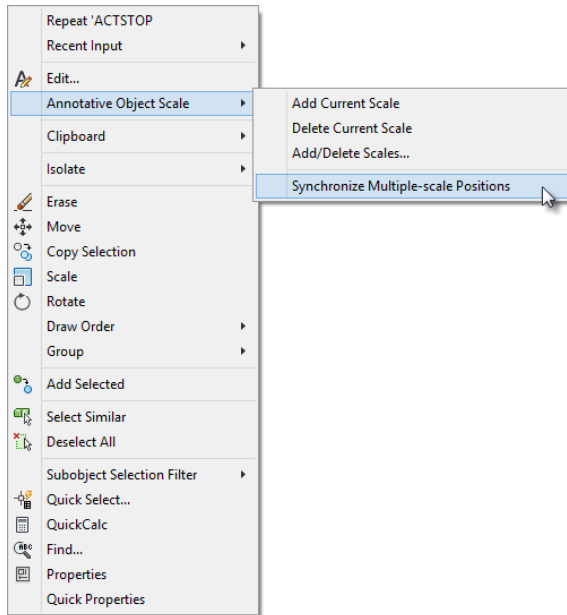 Repeat 'ACTSTOP
Recent Input
Edit...
Annotative Object Scale
Add Current Scale
Delete Current Scale
Add/Delete Scales...
Synchronize Multiple-scale Positions
Clipboard
Isolate
Erase
Move
Copy Selection
Scale
Rotate
Draw Order
Group
Add Selected
Select Similar
Deselect All
Subobject Selection Filter
Quick Select...
QuickCalc
Find...
Properties
Quick Properties